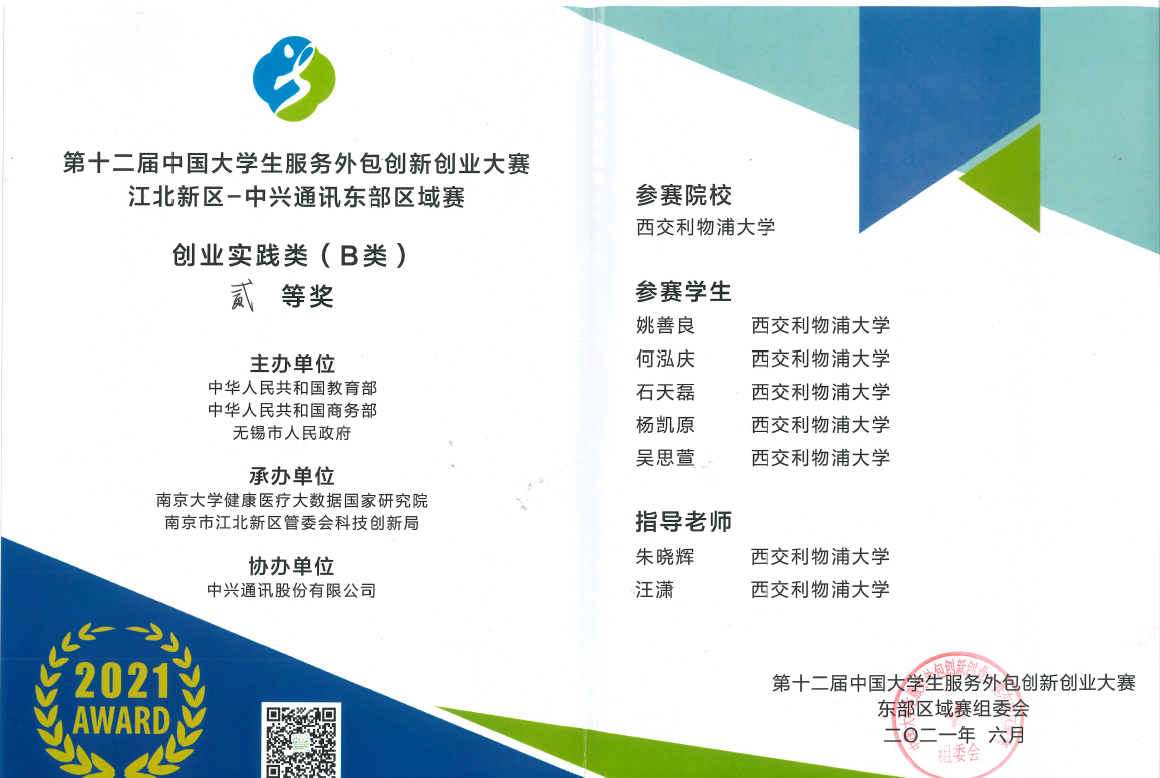 第十二届中国大学生服务外包创新创业大赛
江北新区-中兴通讯东部区域赛
创业实践类（B类）
贰 等奖
主办单位
中华人民共和国教育部
中华人民共和国商务部
无锡市人民政府
承办单位
南京大学健康医疗大数据国家研究院
南京市江北新区管委会科技创新局
协办单位
中兴通讯股份有限公司
2021
AWARD
参赛院校
西交利物浦大学
参赛学生
姚善良 西交利物浦大学
何泓庆 西交利物浦大学
石天磊 西交利物浦大学
杨凯原 西交利物浦大学
吴思萱 西交利物浦大学
指导老师
朱晓辉 西交利物浦大学
汪潇 西交利物浦大学
第十二届中国大学生服务外包创新创业大赛
东部区域赛组委会
二〇二一年 六月
组委会